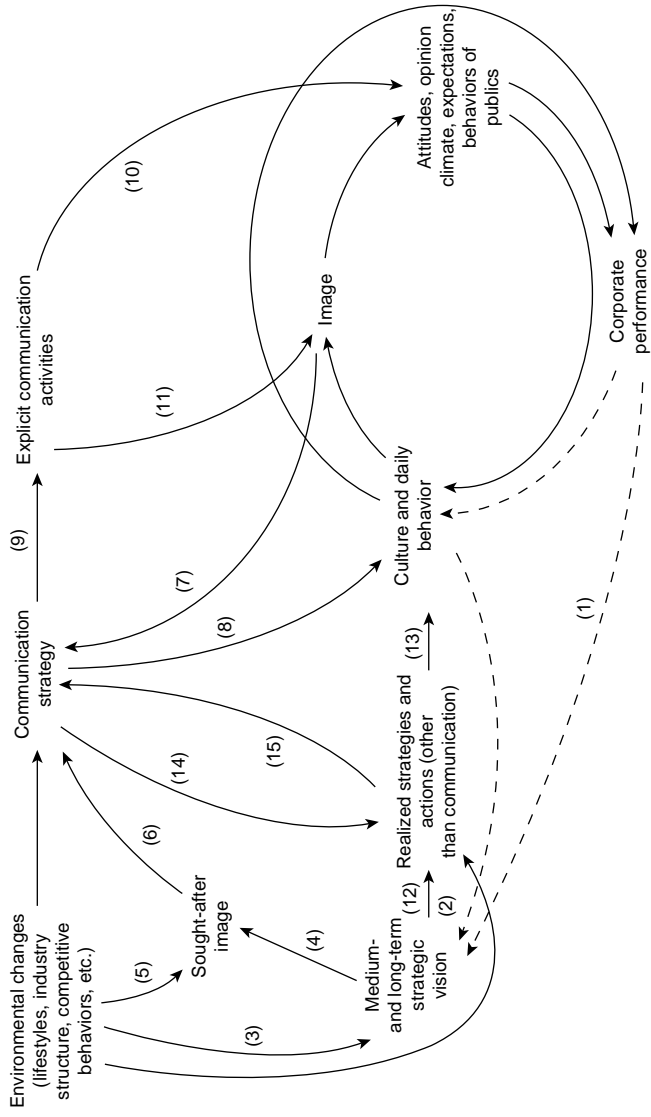 Environmental changes
(lifestyles, industry
structure, competitive
behaviors, etc.)
Communication
strategy
(9)
Explicit communication
activities
(10)
(11)
(5)
(3)
(6)
Sought-after
image
(14)
(15)
(7)
(8)
Image
(4)
Medium-
and long-term
strategic
vision
(12)
(2)
Realized strategies and
actions (other
than communication)
(13)
Culture and daily
behavior
Attitudes, opinion
climate, expectations,
behaviors of
publics
(1)
Corporate
performance